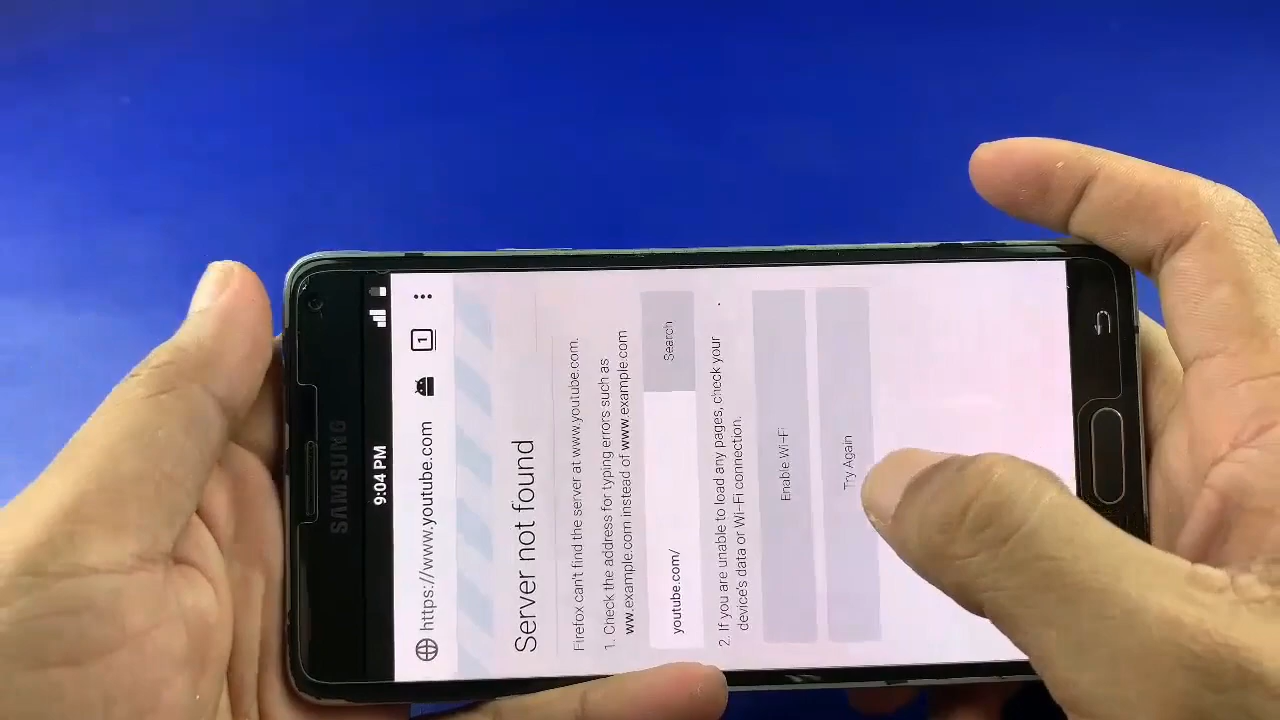 SAMSUNG
9:04 PM
https://www.youtube.com
1
Server not found
Firefox can't find the server at www.youtube.com.
1. Check the address for typing errors such as
ww.example.com instead of www.example.com
youtube.com/
Search
2. If you are unable to load any pages, check your
device's data or Wi-Fi connection.
Enable Wi-Fi
Try Again